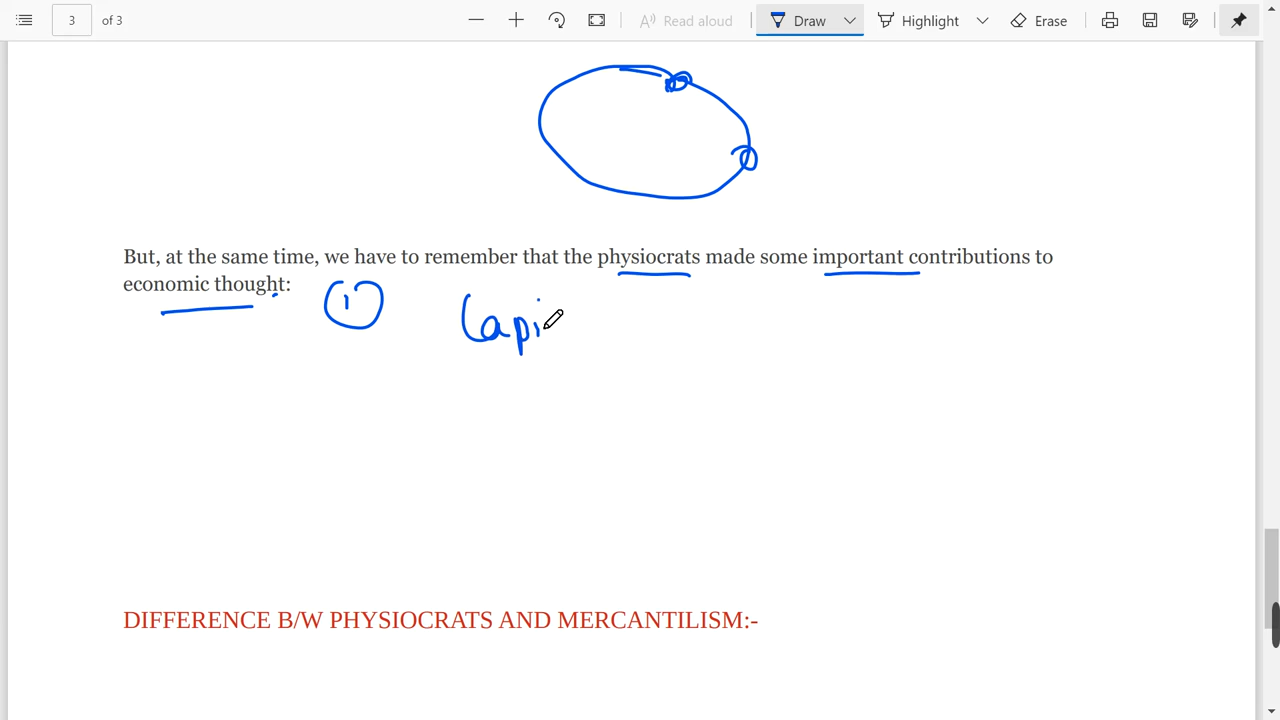 3 of 3 Read aloud Draw Highlight Erase
But, at the same time, we have to remember that the physiocrats made some important contributions to
economic thought: 1
Capi
DIFFERENCE B/W PHYSIOCRATS AND MERCANTILISM:-